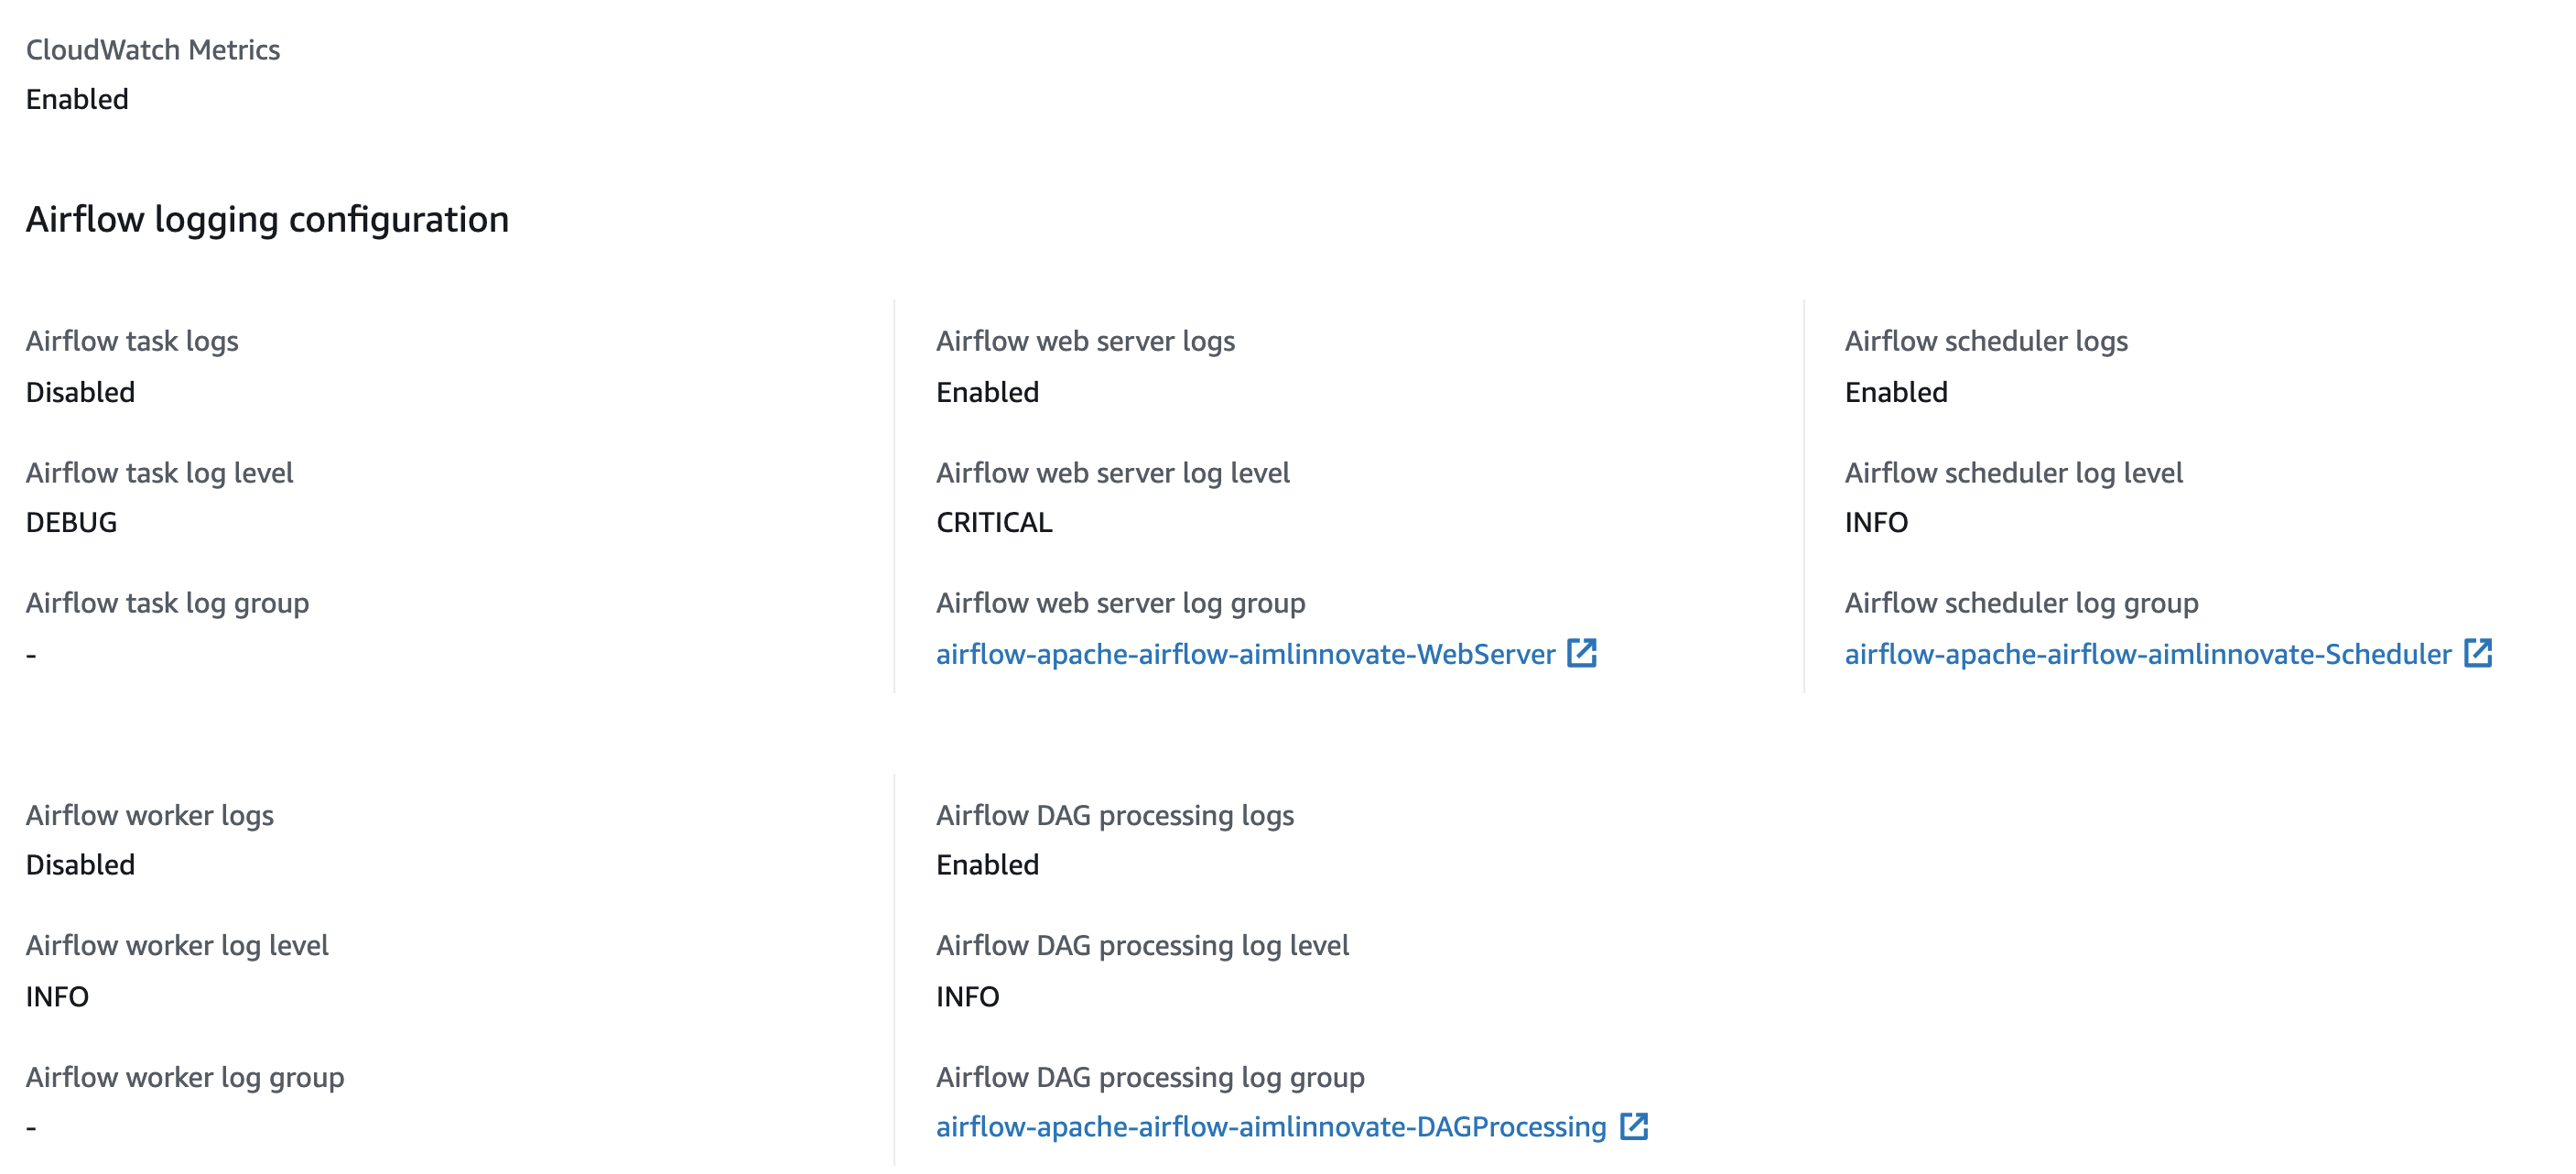 CloudWatch Metrics
Enabled
Airflow logging configuration
Airflow task logs
Disabled
Airflow task log level
DEBUG
Airflow task log group
-
Airflow web server logs
Enabled
Airflow web server log level
CRITICAL
Airflow web server log group
airflow-apache-airflow-aimlinnovate-WebServer
Airflow scheduler logs
Enabled
Airflow scheduler log level
INFO
Airflow scheduler log group
airflow-apache-airflow-aimlinnovate-Scheduler
Airflow worker logs
Disabled
Airflow worker log level
INFO
Airflow worker log group
-
Airflow DAG processing logs
Enabled
Airflow DAG processing log level
INFO
Airflow DAG processing log group
airflow-apache-airflow-aimlinnovate-DAGProcessing